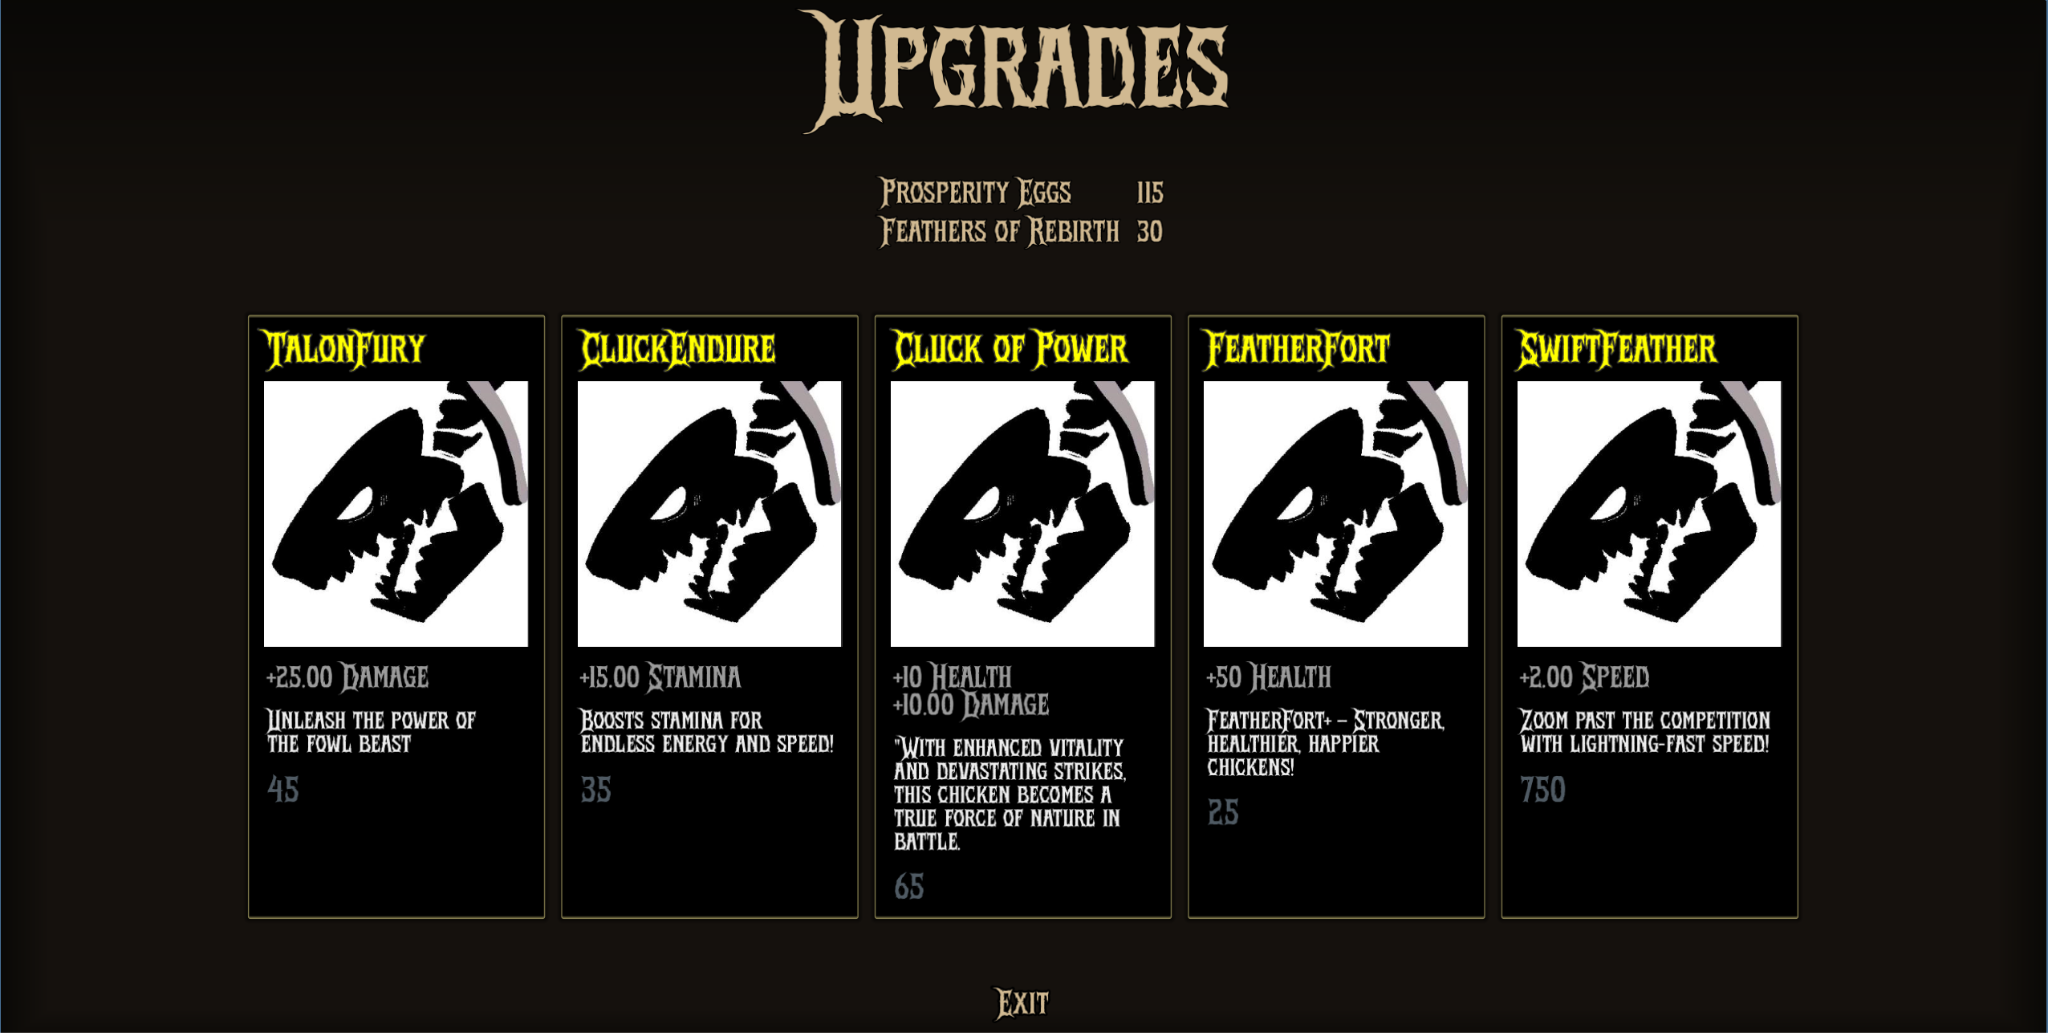 Upgrades
Prosperity Eggs 115
Feathers of Rebirth 30
TalonFury
+25.00 Damage
Unleash the power of
the fowl beast
45
CluckEndure
+15.00 Stamina
Boosts stamina for
endless energy and speed!
35
Cluck of Power
+10 Health
+10.00 Damage
"With enhanced vitality
and devastating strikes,
this chicken becomes a
true force of nature in
battle.
65
FeatherFort
+50 Health
FeatherFort+ – Stronger,
healthier, happier
chickens!
25
SwiftFeather
+2.00 Speed
Zoom past the competition
with lightning-fast speed!
750
Exit